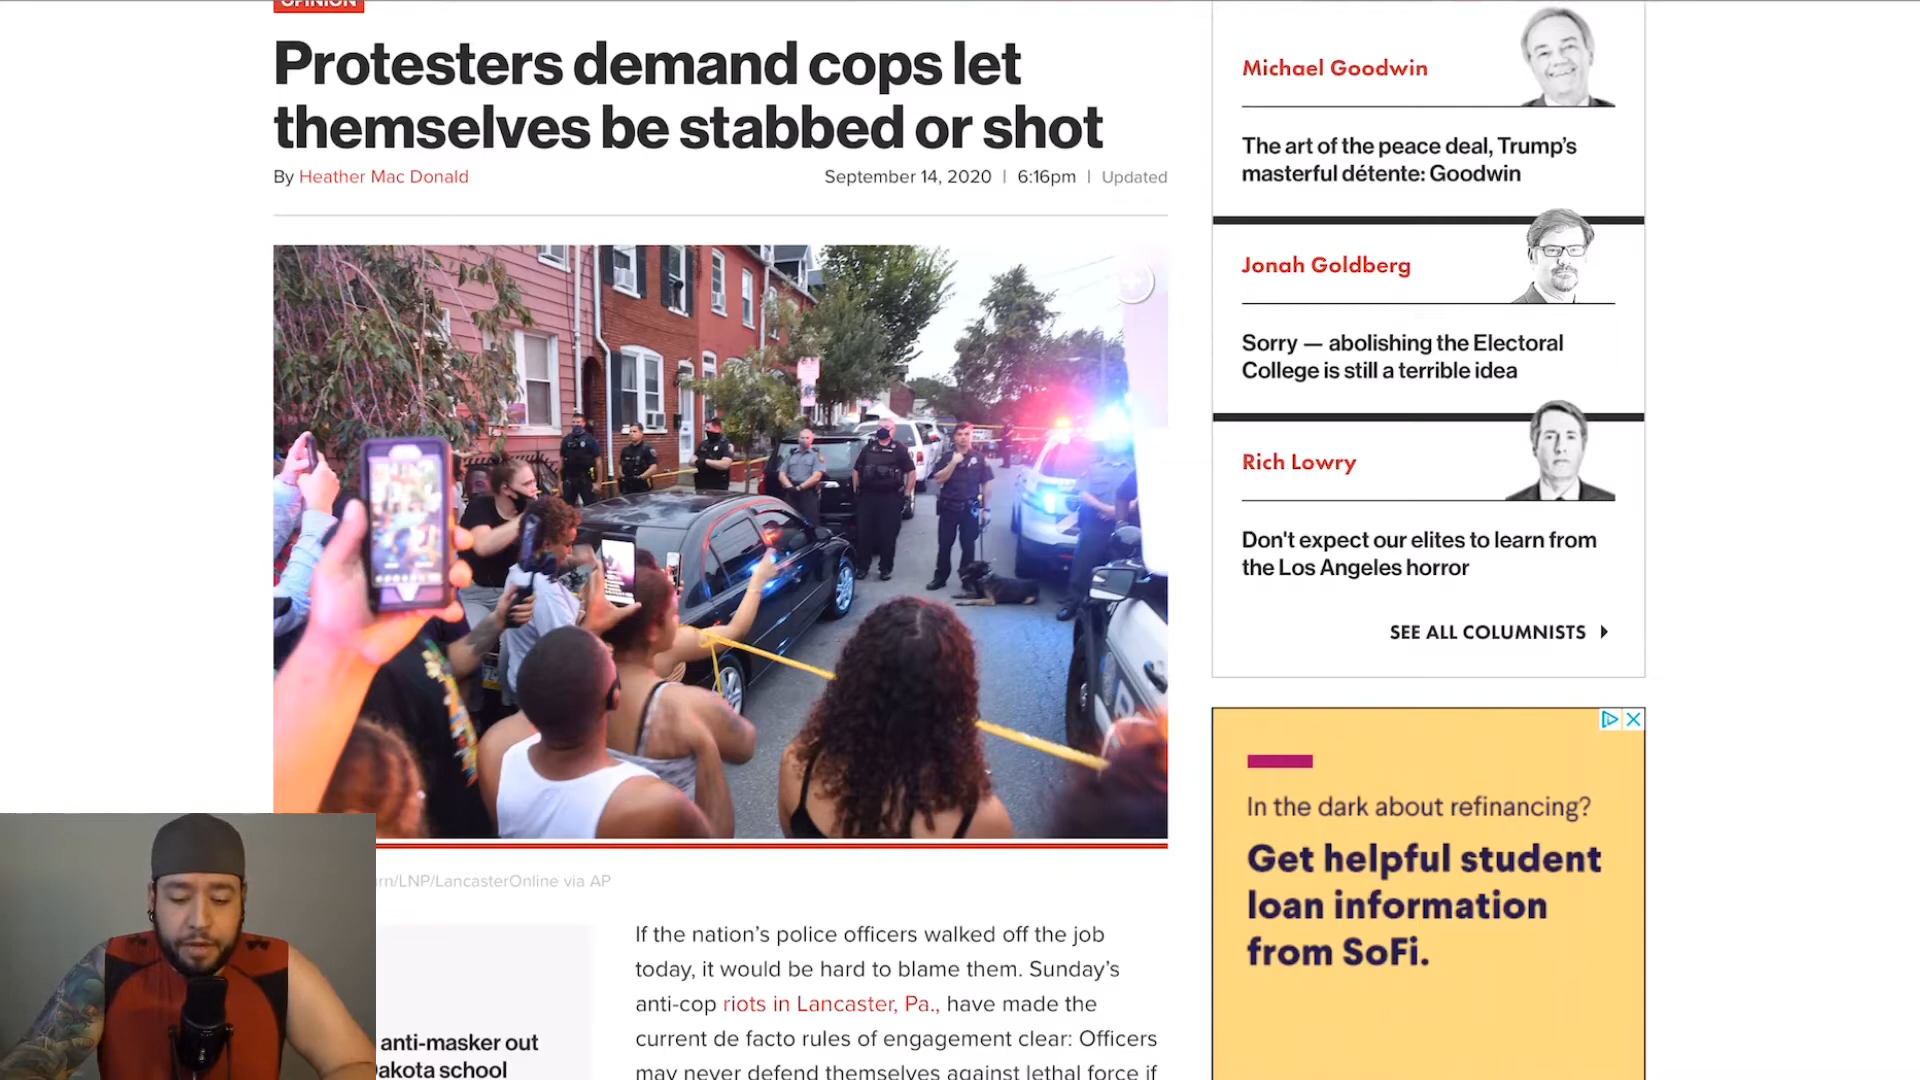 OPINION
Protesters demand cops let
themselves be stabbed or shot
By Heather Mac Donald
September 14, 2020 | 6:16pm | Updated
rn/LNP/LancasterOnline via AP
anti-masker out
akota school
If the nation’s police officers walked off the job
today, it would be hard to blame them. Sunday’s
anti-cop riots in Lancaster, Pa., have made the
current de facto rules of engagement clear: Officers
may never defend themselves against lethal force if
Michael Goodwin
The art of the peace deal, Trump’s
masterful détente: Goodwin
Jonah Goldberg
Sorry — abolishing the Electoral
College is still a terrible idea
Rich Lowry
Don't expect our elites to learn from
the Los Angeles horror
SEE ALL COLUMNISTS
In the dark about refinancing?
Get helpful student
loan information
from SoFi.